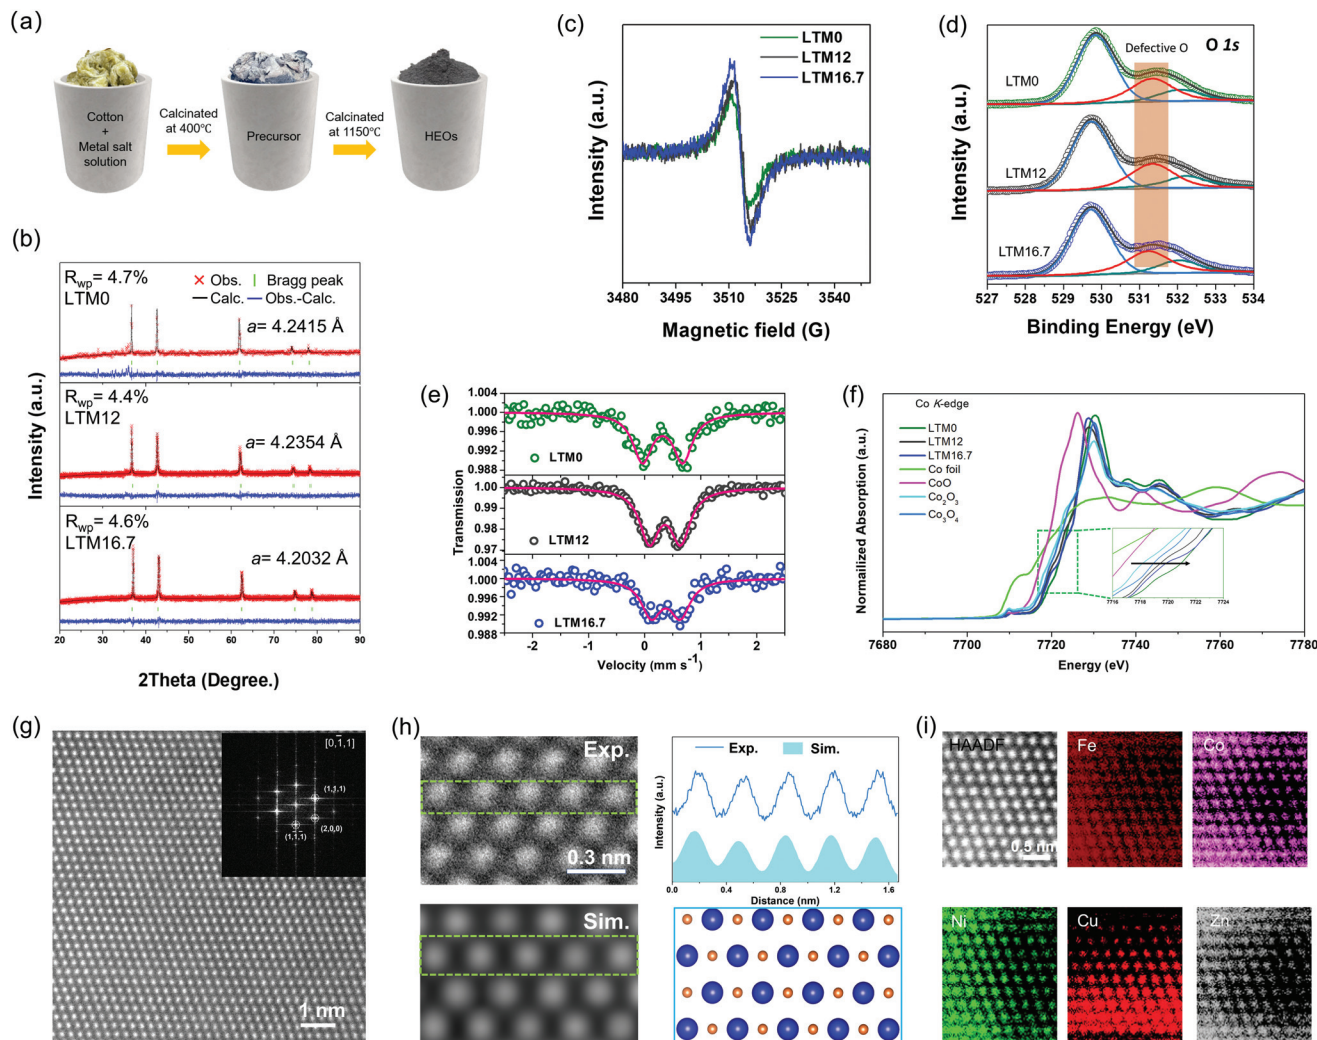 (a)
Cotton
+
Metal salt
solution
Calcinated
at 400℃
Precursor
Calcinated
at 1150℃
HEOs
(b)
Rwp= 4.7%
LTM0
Obs.
Bragg peak
Calc.
Obs.-Calc.
a= 4.2415 Å
Rwp= 4.4%
LTM12
a= 4.2354 Å
Rwp= 4.6%
LTM16.7
a= 4.2032 Å
Intensity (a.u.)
20 30 40 50 60 70 80 90
2Theta (Degree.)
(c)
LTM0
LTM12
LTM16.7
Intensity (a.u.)
3480 3495 3510 3525 3540
Magnetic field (G)
(d)
Defective O
O 1s
LTM0
LTM12
LTM16.7
Intensity (a.u.)
527 528 529 530 531 532 533 534
Binding Energy (eV)
(e)
1.004
1.000
0.996
0.992
0.988
LTM0
1.00
0.99
0.98
0.97
LTM12
1.004
1.000
0.996
0.992
0.988
LTM16.7
Transmission
-2 -1 0 1 2
Velocity (mm s-1)
(f)
Co K-edge
LTM0
LTM12
LTM16.7
Co foil
CoO
Co2O3
Co3O4
Normalized Absorption (a.u.)
7716 7718 7720 7722 7724
7680 7700 7720 7740 7760 7780
Energy (eV)
(g)
[0,1̄,1]
(1,1,1)
(2,0,0)
(1,1̄,1̄)
1 nm
(h)
Exp.
0.3 nm
Sim.
Exp.
Sim.
Intensity (a.u.)
0.0 0.4 0.8 1.2 1.6
Distance (nm)
(i)
HAADF
0.5 nm
Fe
Co
Ni
Cu
Zn